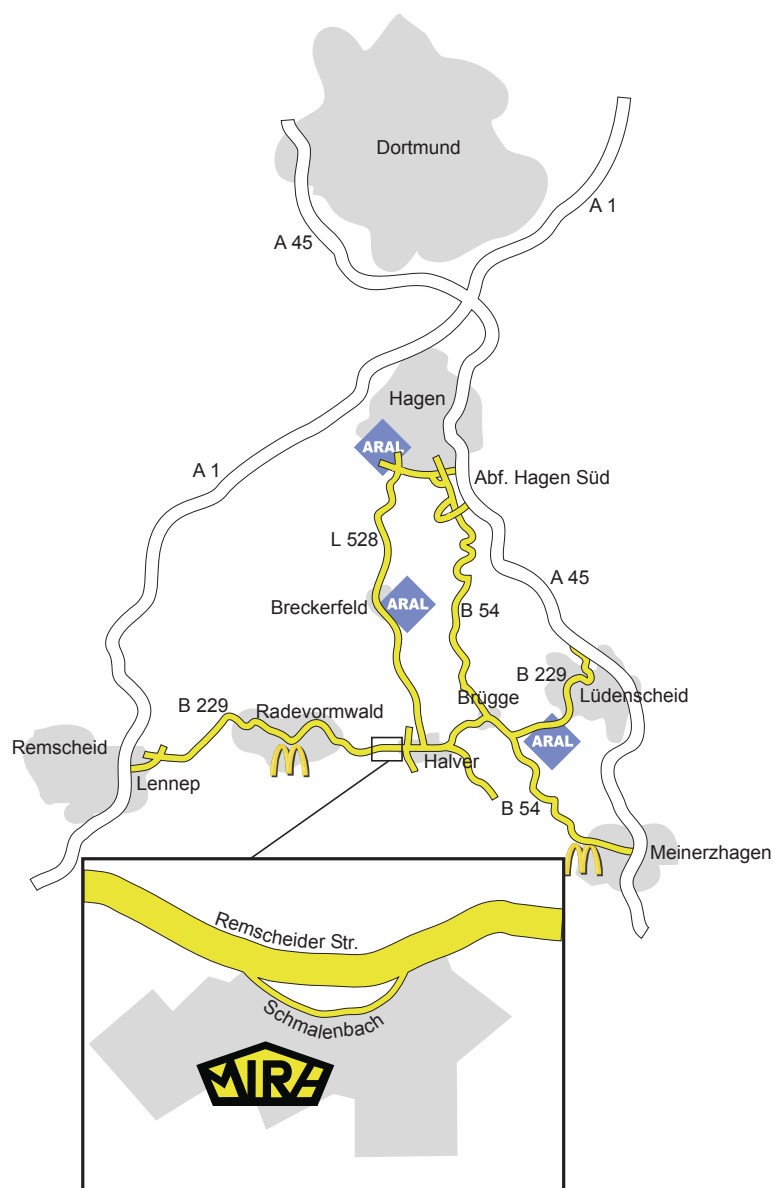 Dortmund
A 1
A 45
Hagen
ARAL
Abf. Hagen Süd
A 1
L 528
A 45
Breckerfeld
ARAL
B 54
B 229
Lüdenscheid
B 229
Radevormwald
Brügge
Remscheid
ARAL
Halver
Lennep
B 54
Meinerzhagen
Remscheider Str.
Schmalenbach
MIRA